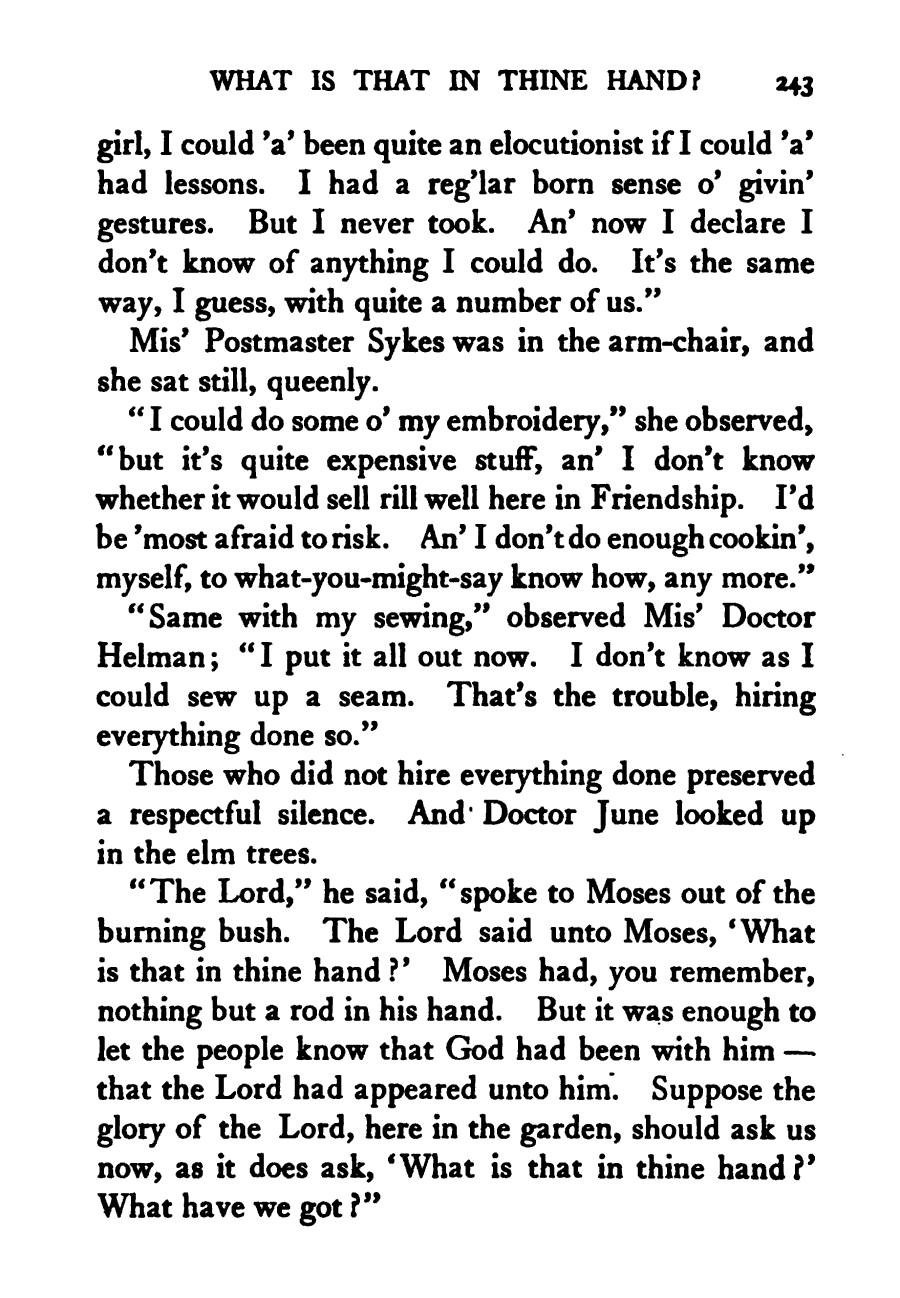 WHAT IS THAT IN THINE HAND? 243
girl, I could 'a' been quite an elocutionist if I could 'a'
had lessons. I had a reg'lar born sense o' givin'
gestures. But I never took. An' now I declare I
don't know of anything I could do. It's the same
way, I guess, with quite a number of us."
Mis' Postmaster Sykes was in the arm-chair, and
she sat still, queenly.
"I could do some o' my embroidery," she observed,
"but it's quite expensive stuff, an' I don't know
whether it would sell rill well here in Friendship. I'd
be 'most afraid to risk. An' I don't do enough cookin',
myself, to what-you-might-say know how, any more."
"Same with my sewing," observed Mis' Doctor
Helman; "I put it all out now. I don't know as I
could sew up a seam. That's the trouble, hiring
everything done so."
Those who did not hire everything done preserved
a respectful silence. And Doctor June looked up
in the elm trees.
"The Lord," he said, "spoke to Moses out of the
burning bush. The Lord said unto Moses, 'What
is that in thine hand?' Moses had, you remember,
nothing but a rod in his hand. But it was enough to
let the people know that God had been with him —
that the Lord had appeared unto him. Suppose the
glory of the Lord, here in the garden, should ask us
now, as it does ask, 'What is that in thine hand?'
What have we got?"